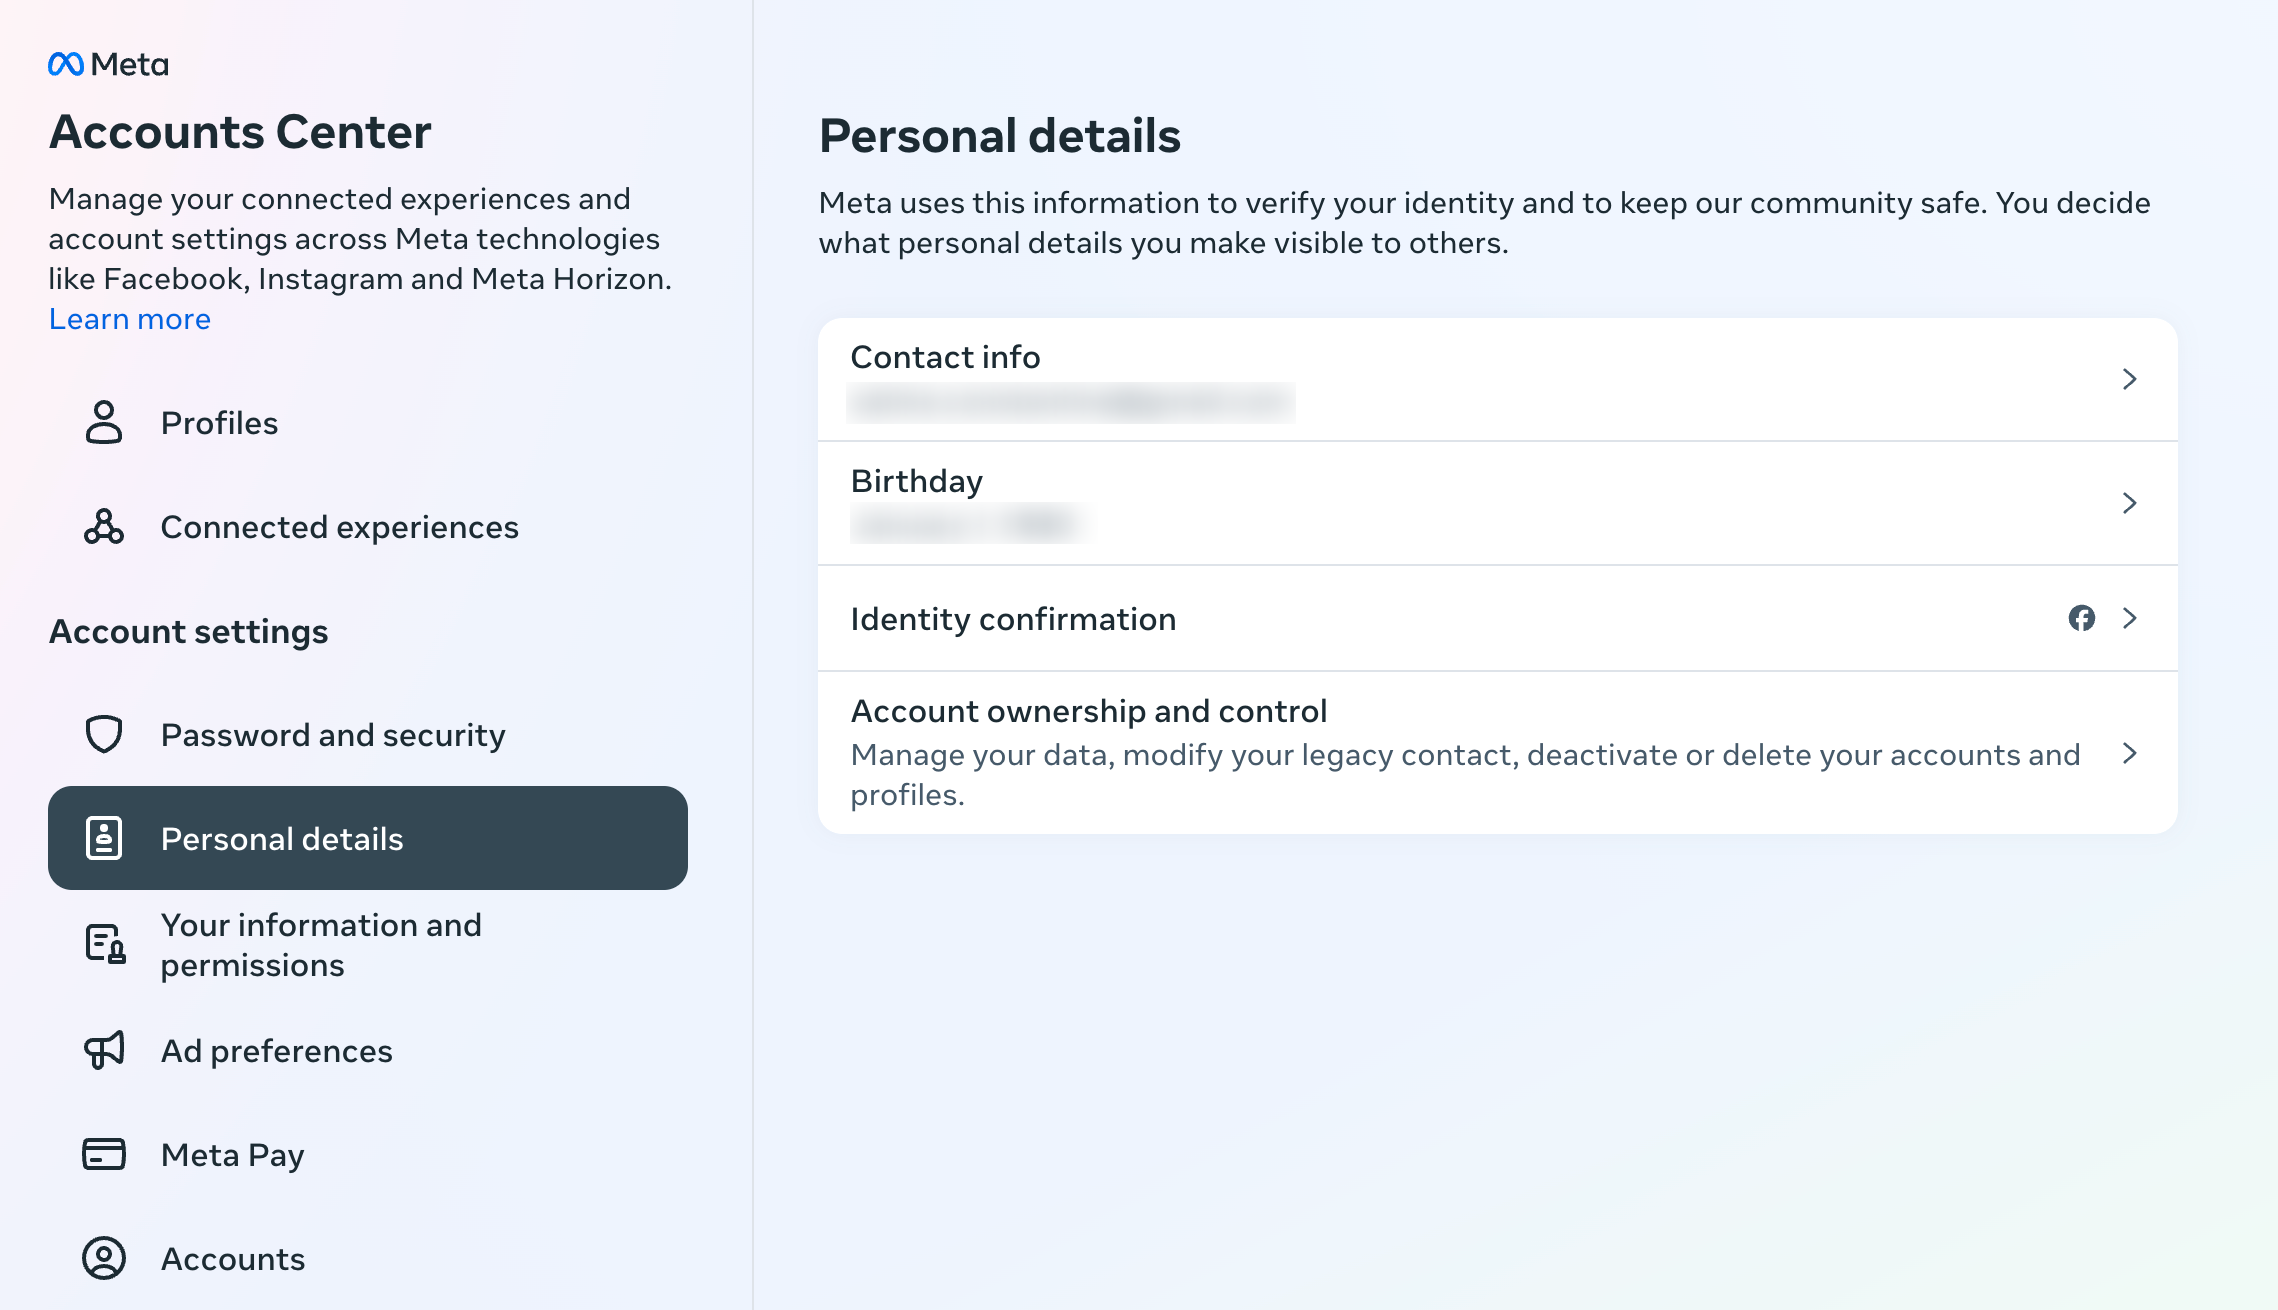 Meta
Accounts Center
Manage your connected experiences and
account settings across Meta technologies
like Facebook, Instagram and Meta Horizon.
Learn more
Profiles
Connected experiences
Account settings
Password and security
Personal details
Your information and
permissions
Ad preferences
Meta Pay
Accounts
Personal details
Meta uses this information to verify your identity and to keep our community safe. You decide
what personal details you make visible to others.
Contact info
Birthday
Identity confirmation
Account ownership and control
Manage your data, modify your legacy contact, deactivate or delete your accounts and
profiles.